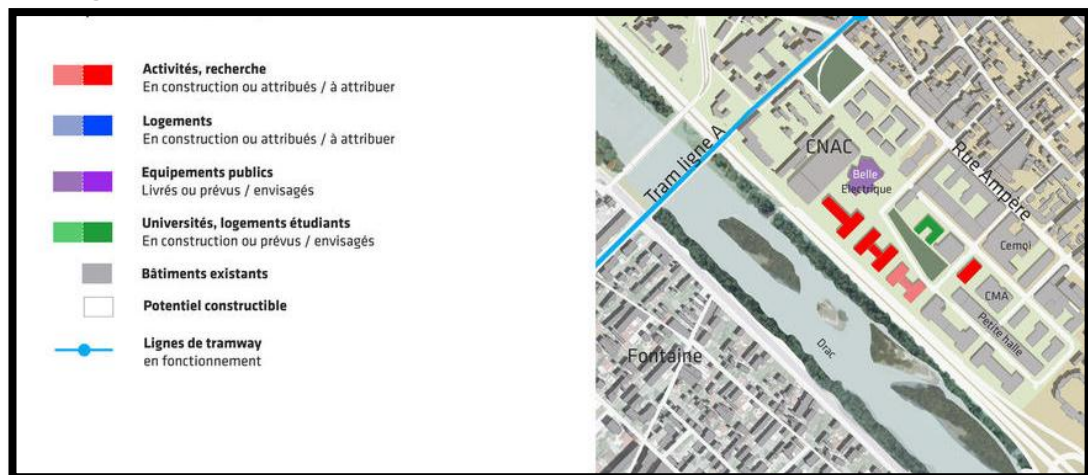 Activités, recherche
En construction ou attribués / à attribuer
Logements
En construction ou attribués / à attribuer
Equipements publics
Livrés ou prévus / envisagés
Universités, logements étudiants
En construction ou prévus / envisagés
Bâtiments existants
Potentiel constructible
Lignes de tramway
en fonctionnement
Tram ligne A
CNAC
Belle
Electrique
Rue Ampère
Cemoi
CMA
Petite halle
Drac
Fontaine